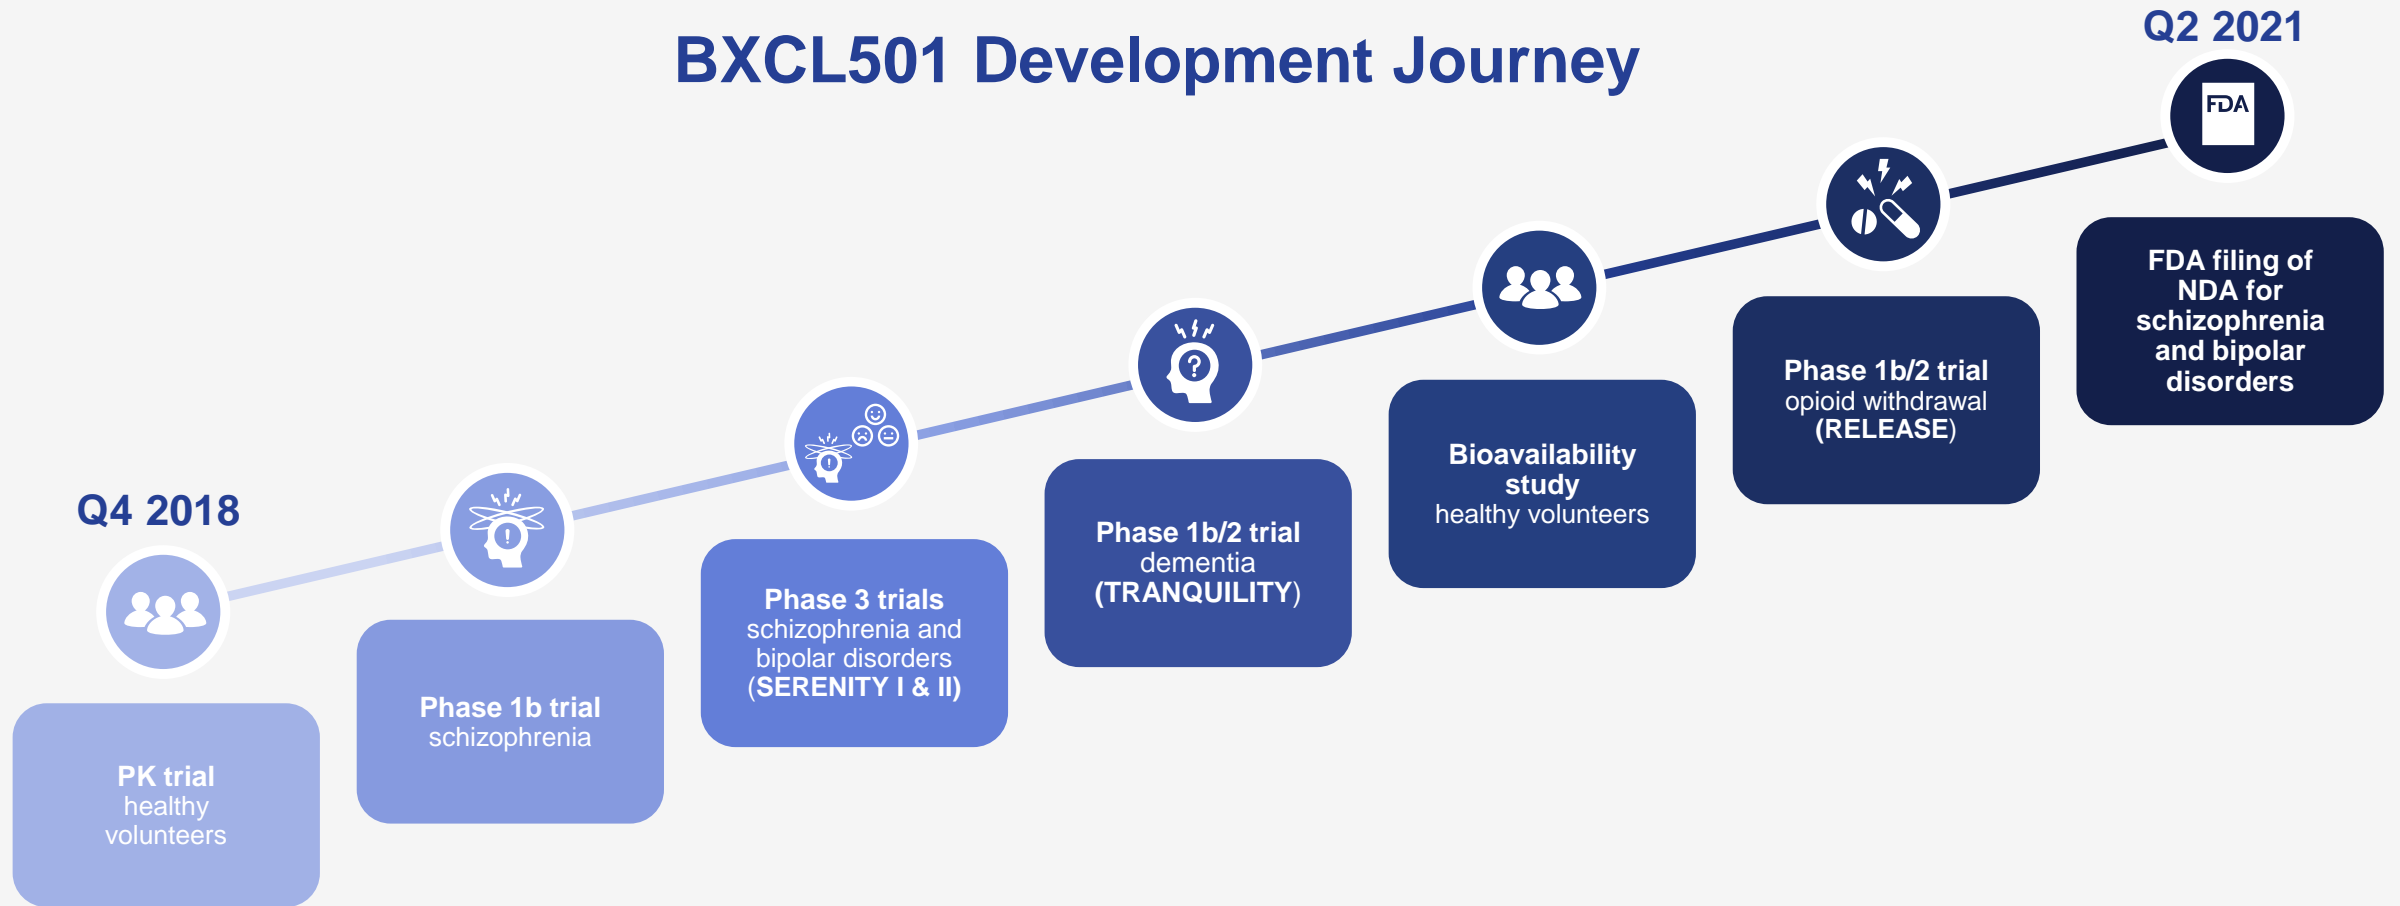 BXCL501 Development Journey
Q4 2018
PK trial
healthy
volunteers
!
Phase 1b trial
schizophrenia
!
Phase 3 trials
schizophrenia and
bipolar disorders
(SERENITY I & II)
?
Phase 1b/2 trial
dementia
(TRANQUILITY)
Bioavailability
study
healthy volunteers
Phase 1b/2 trial
opioid withdrawal
(RELEASE)
Q2 2021
FDA
FDA filing of
NDA for
schizophrenia
and bipolar
disorders